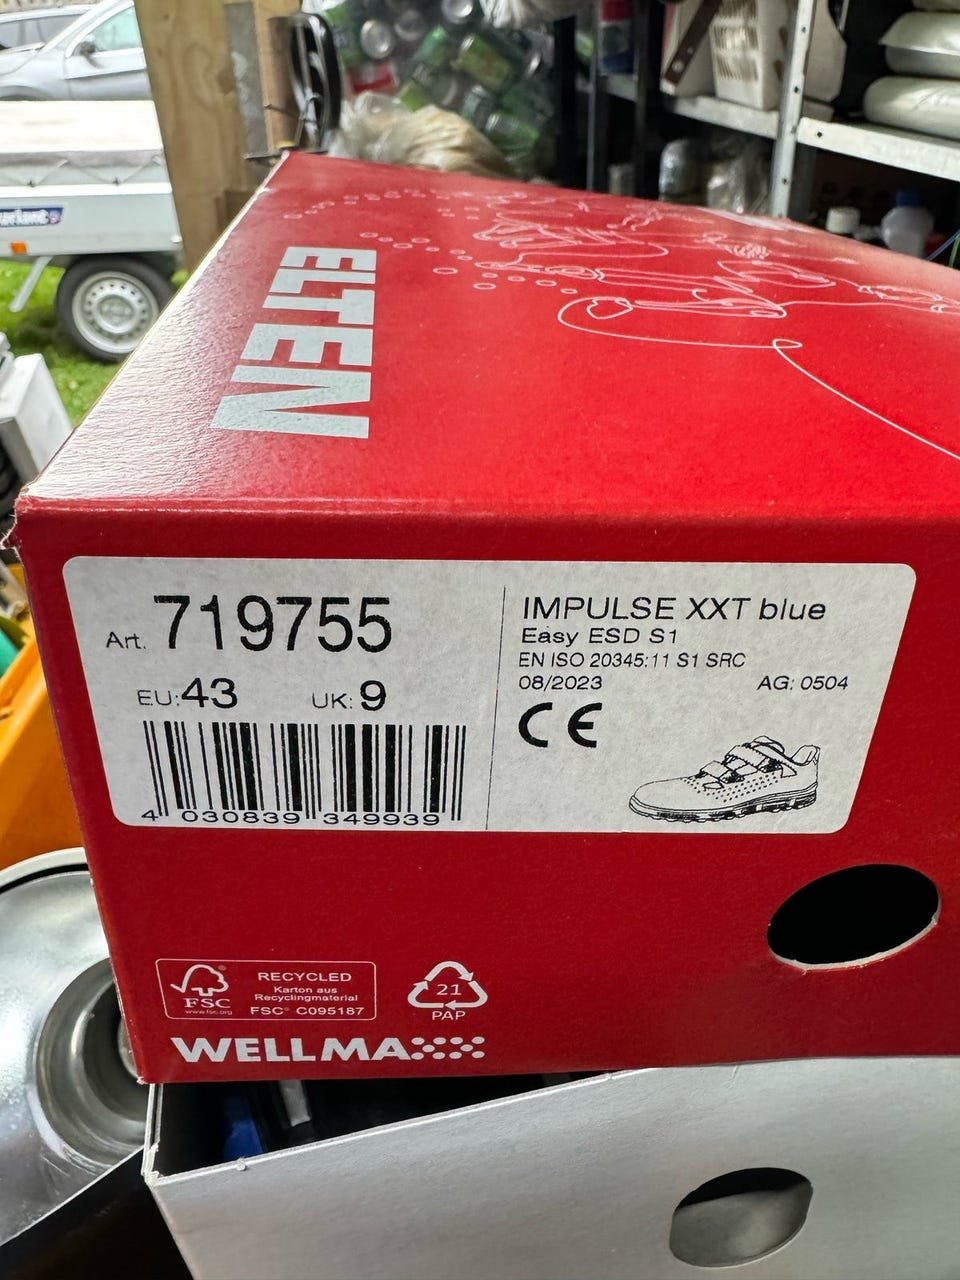 ELTEN
Art. 719755
EU: 43 UK: 9
4 030839 349939
IMPULSE XXT blue
Easy ESD S1
EN ISO 20345:11 S1 SRC
08/2023 AG: 0504
CE
FSC
www.fsc.org
RECYCLED
Karton aus
Recyclingmaterial
FSC® C095187
21
PAP
WELLMA